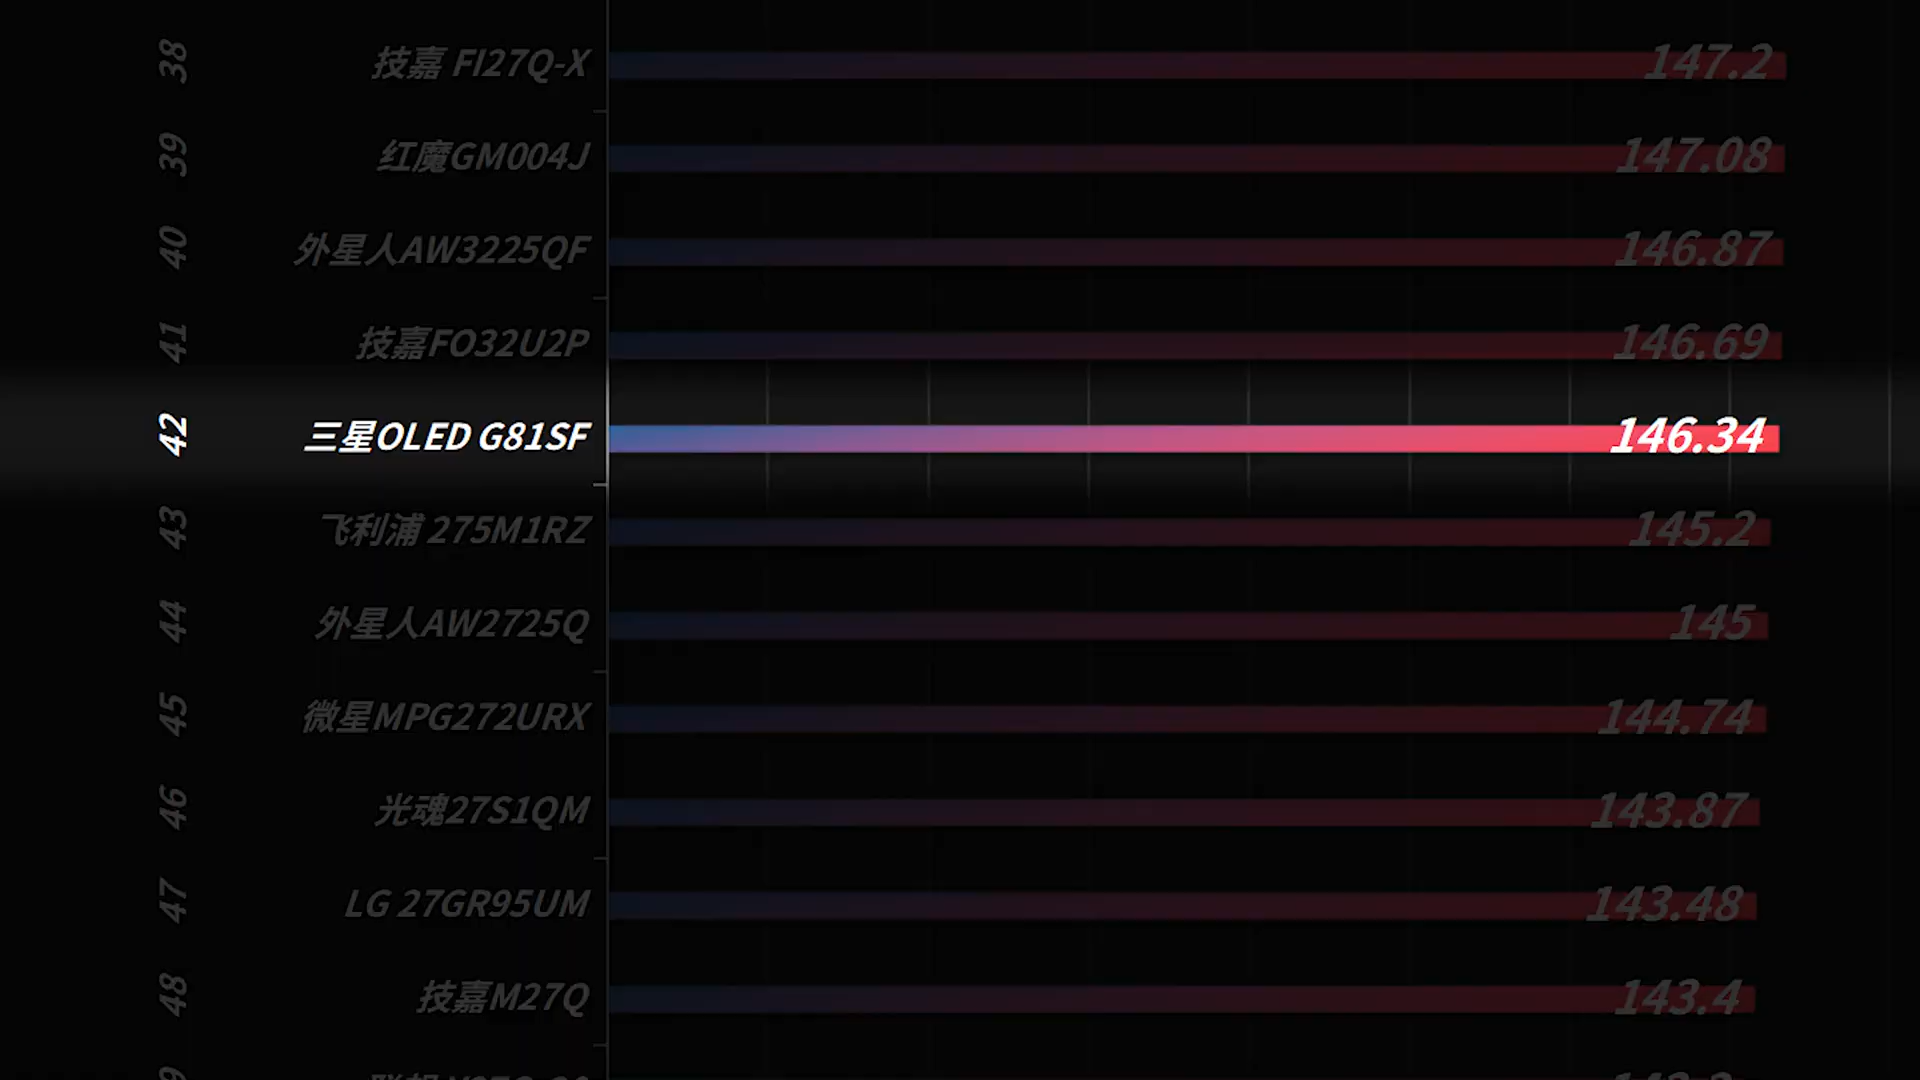 38 技嘉 FI27Q-X 147.2
39 红魔GM004J 147.08
40 外星人AW3225QF 146.87
41 技嘉FO32U2P 146.69
42 三星OLED G81SF 146.34
43 飞利浦 275M1RZ 145.2
44 外星人AW2725Q 145
45 微星MPG272URX 144.74
46 光魂27S1QM 143.87
47 LG 27GR95UM 143.48
48 技嘉M27Q 143.4